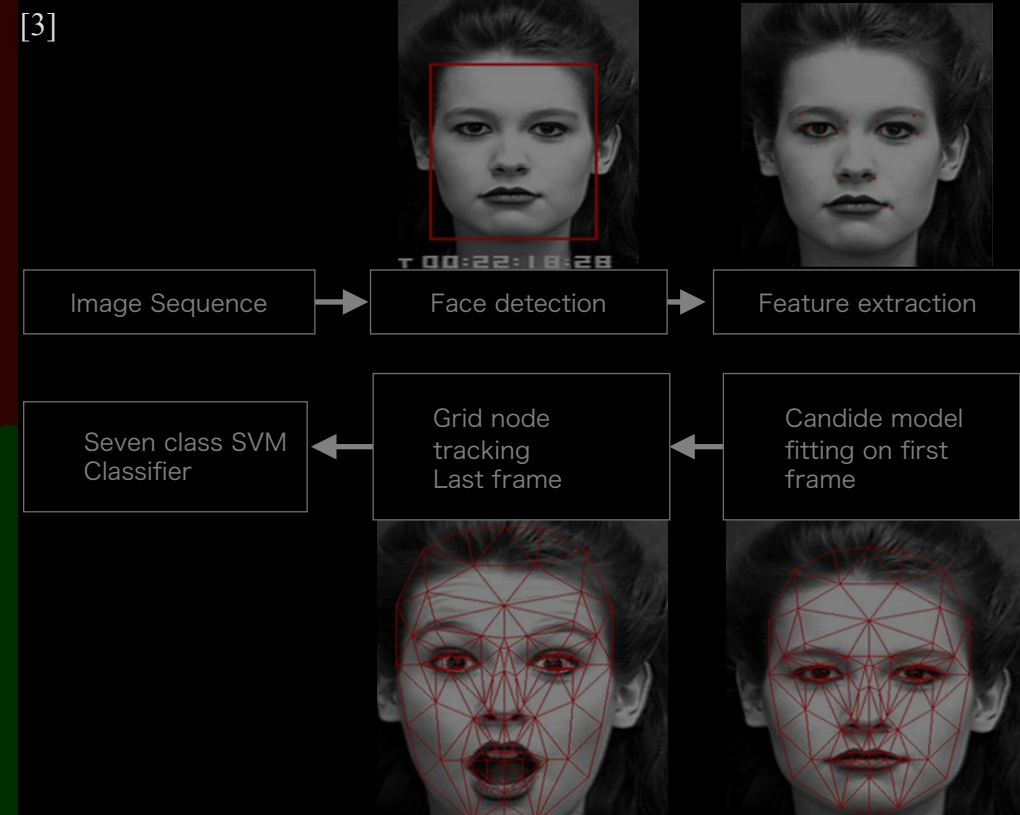 [3]
T 00:22:18:28
Image Sequence
Face detection
Feature extraction
Seven class SVM
Classifier
Grid node
tracking
Last frame
Candide model
fitting on first
frame